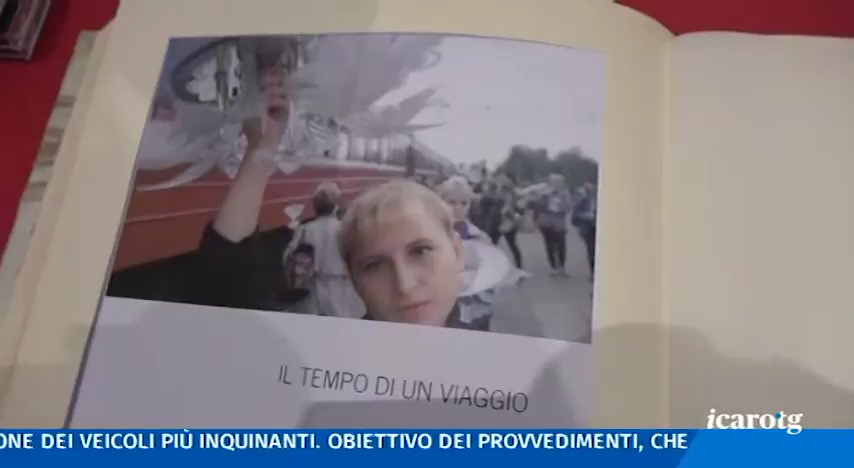 IL TEMPO DI UN VIAGGIO
icarotg
ONE DEI VEICOLI PIÙ INQUINANTI. OBIETTIVO DEI PROVVEDIMENTI, CHE